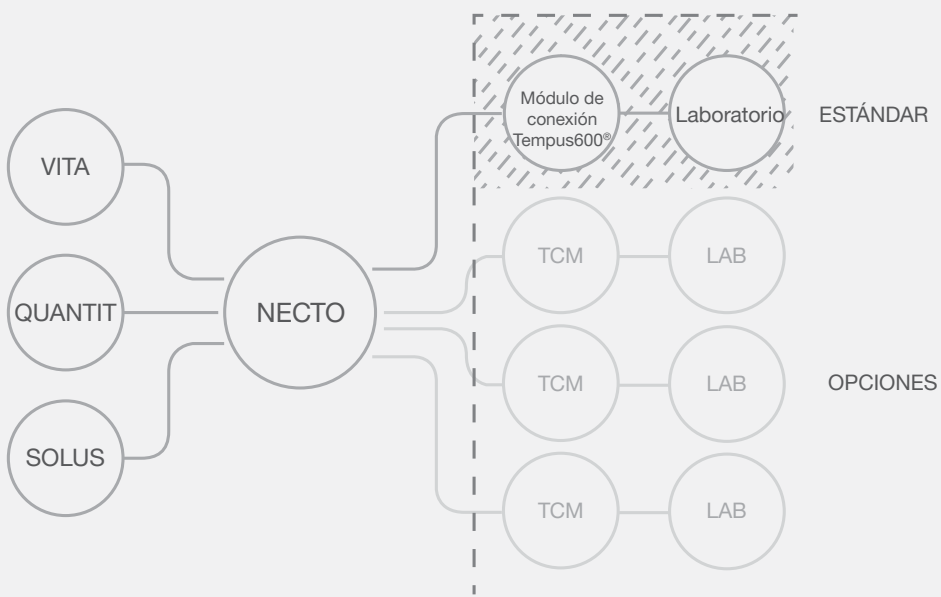 Módulo de
conexión
Tempus600®
Laboratorio
ESTÁNDAR
VITA
TCM
LAB
QUANTIT
NECTO
TCM
LAB
OPCIONES
SOLUS
TCM
LAB